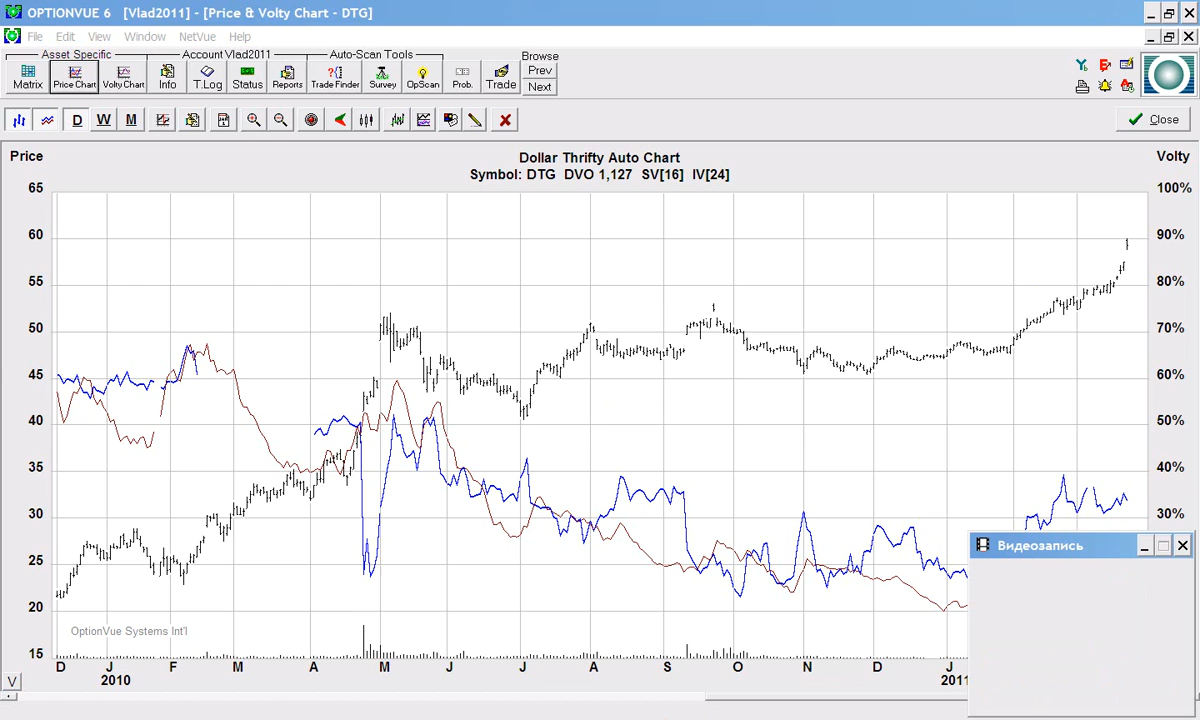 OPTIONVUE 6 [Vlad2011] - [Price & Volty Chart - DTG]
File Edit View Window NetVue Help
Asset Specific Account Vlad2011 Auto-Scan Tools Browse
Matrix Price Chart Volty Chart Info T.Log Status Reports Trade Finder Survey OpScan Prob. Trade Prev
Next
D W M Close
Price Dollar Thrifty Auto Chart Volty
Symbol: DTG DVO 1,127 SV[16] IV[24]
65 100%
60 90%
55 80%
50 70%
45 60%
40 50%
35 40%
30 30%
Видеозапись
25
20
OptionVue Systems Int'l
15
D J F M A M J J A S O N D J
2010 2011
V